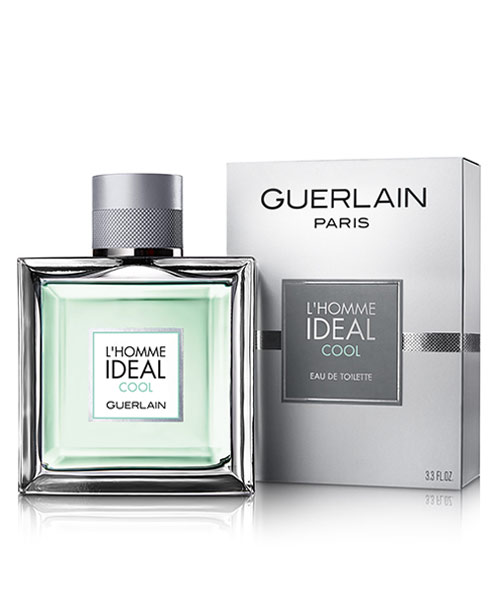 L'HOMME
IDEAL
COOL
GUERLAIN
GUERLAIN
PARIS
L'HOMME
IDEAL
COOL
EAU DE TOILETTE
3.3 FL.OZ.